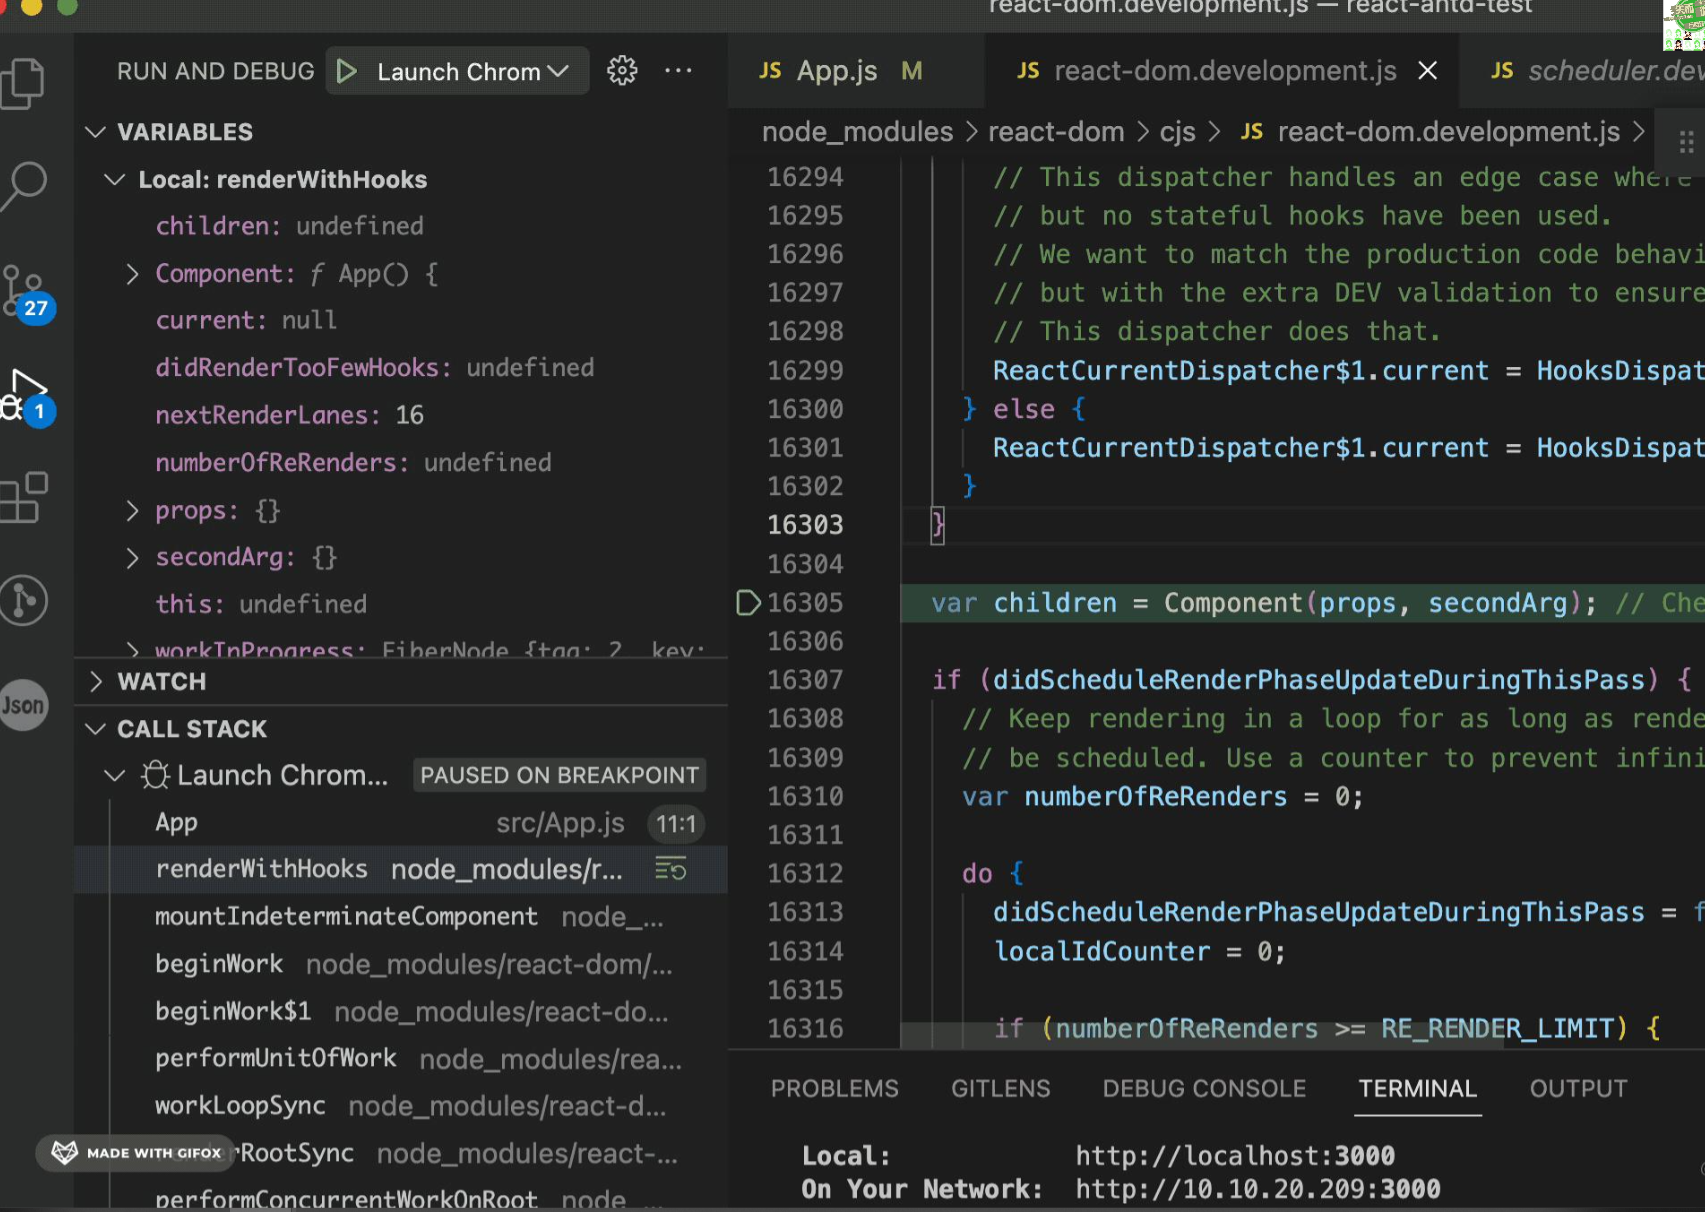 react-dom.development.js — react-antd-test
RUN AND DEBUG
Launch Chrom
JS App.js M
JS react-dom.development.js
JS scheduler.dev
node_modules > react-dom > cjs > JS react-dom.development.js >
VARIABLES
Local: renderWithHooks
children: undefined
Component: ƒ App() {
current: null
didRenderTooFewHooks: undefined
nextRenderLanes: 16
numberOfReRenders: undefined
props: {}
secondArg: {}
this: undefined
workInProgress: FiberNode {tag: 2, key:
WATCH
CALL STACK
Launch Chrom... PAUSED ON BREAKPOINT
App src/App.js 11:1
renderWithHooks node_modules/r...
mountIndeterminateComponent node_...
beginWork node_modules/react-dom/...
beginWork$1 node_modules/react-do...
performUnitOfWork node_modules/rea...
workLoopSync node_modules/react-d...
RootSync node_modules/react-...
performConcurrentWorkOnRoot node
27
1
Json
MADE WITH GIFOX
16294 // This dispatcher handles an edge case where
16295 // but no stateful hooks have been used.
16296 // We want to match the production code behavi
16297 // but with the extra DEV validation to ensure
16298 // This dispatcher does that.
16299 ReactCurrentDispatcher$1.current = HooksDispat
16300 } else {
16301 ReactCurrentDispatcher$1.current = HooksDispat
16302 }
16303 }
16304
16305 var children = Component(props, secondArg); // Che
16306
16307 if (didScheduleRenderPhaseUpdateDuringThisPass) {
16308 // Keep rendering in a loop for as long as rende
16309 // be scheduled. Use a counter to prevent infini
16310 var numberOfReRenders = 0;
16311
16312 do {
16313 didScheduleRenderPhaseUpdateDuringThisPass = f
16314 localIdCounter = 0;
16315
16316 if (numberOfReRenders >= RE_RENDER_LIMIT) {
PROBLEMS GITLENS DEBUG CONSOLE TERMINAL OUTPUT
Local: http://localhost:3000
On Your Network: http://10.10.20.209:3000